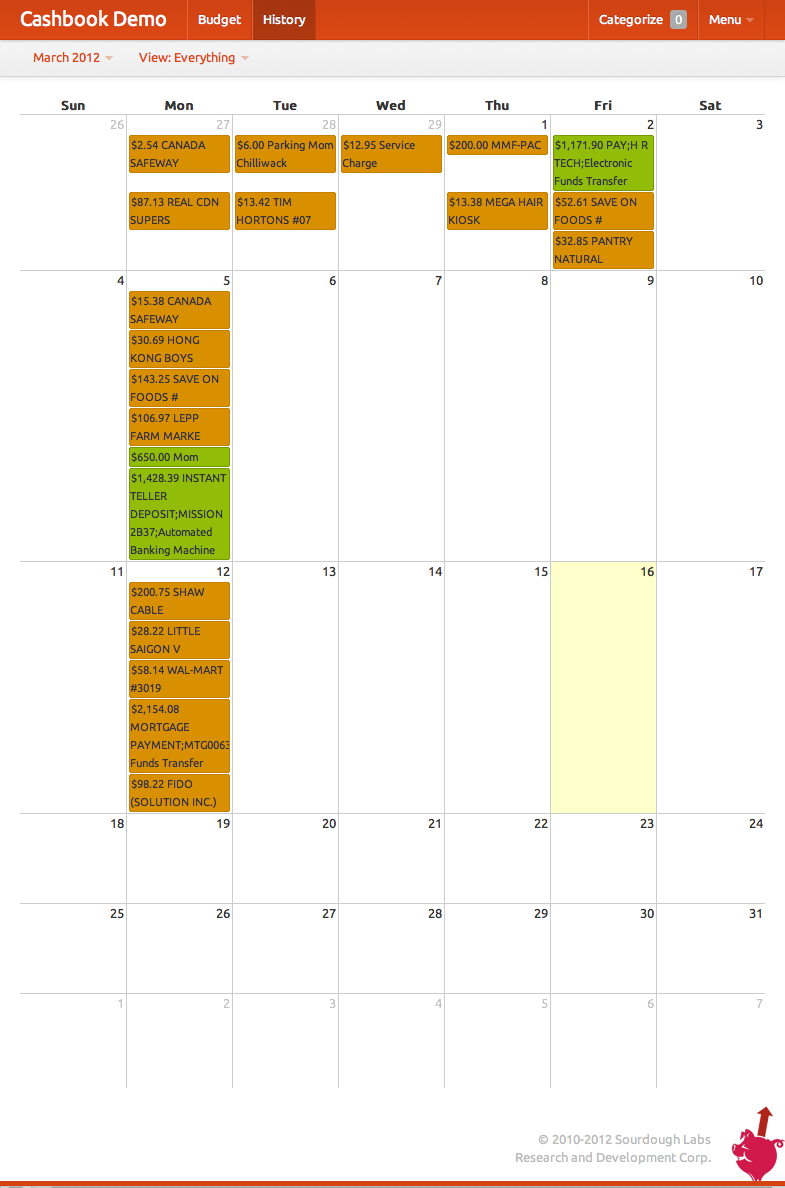 Cashbook Demo Budget History Categorize 0 Menu
March 2012 View: Everything
Sun Mon Tue Wed Thu Fri Sat
26 27 28 29 1 2 3
$2.54 CANADA
SAFEWAY
$87.13 REAL CDN
SUPERS
$6.00 Parking Mom
Chilliwack
$13.42 TIM
HORTONS #07
$12.95 Service
Charge
$200.00 MMF-PAC
$13.38 MEGA HAIR
KIOSK
$1,171.90 PAY;H R
TECH;Electronic
Funds Transfer
$52.61 SAVE ON
FOODS #
$32.85 PANTRY
NATURAL
4 5 6 7 8 9 10
$15.38 CANADA
SAFEWAY
$30.69 HONG
KONG BOYS
$143.25 SAVE ON
FOODS #
$106.97 LEPP
FARM MARKE
$650.00 Mom
$1,428.39 INSTANT
TELLER
DEPOSIT;MISSION
2B37;Automated
Banking Machine
11 12 13 14 15 16 17
$200.75 SHAW
CABLE
$28.22 LITTLE
SAIGON V
$58.14 WAL-MART
#3019
$2,154.08
MORTGAGE
PAYMENT;MTG0063
Funds Transfer
$98.22 FIDO
(SOLUTION INC.)
18 19 20 21 22 23 24
25 26 27 28 29 30 31
1 2 3 4 5 6 7
© 2010-2012 Sourdough Labs
Research and Development Corp.